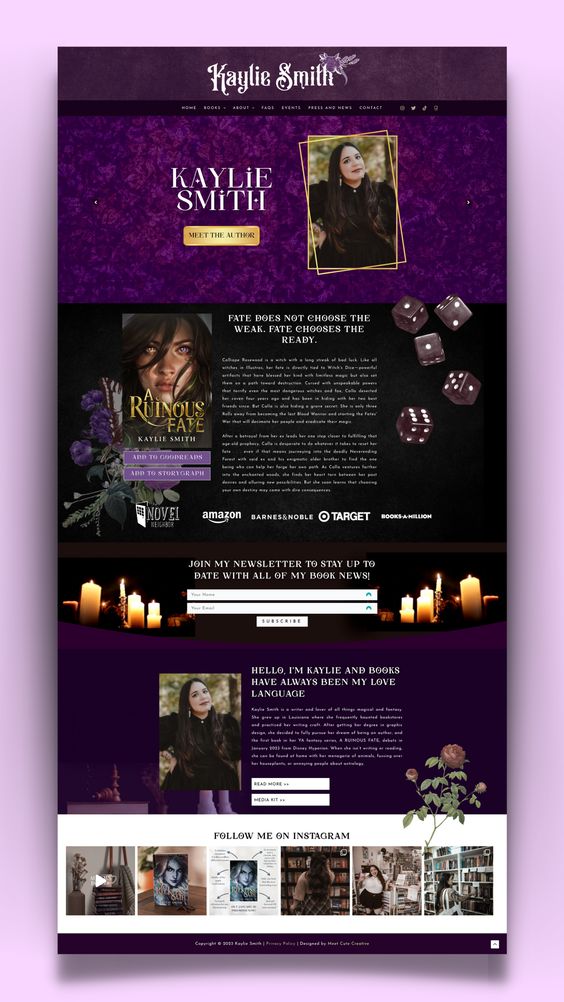 Kaylie Smith
HOME BOOKS ABOUT FAQS EVENTS PRESS AND NEWS CONTACT
KAYLIE
SMITH
MEET THE AUTHOR
FATE DOES NOT CHOOSE THE
WEAK. FATE CHOOSES THE
READY.
Calliope Rosewood is a witch with a long streak of bad luck. Like all
witches in Illustros, her fate is directly tied to Witch's Dice—powerful
artifacts that have blessed her kind with limitless magic but also set
them on a path toward destruction. Cursed with unspeakable powers
that terrify even the most dangerous witches and fae, Calla deserted
her coven four years ago and has been in hiding with her two best
friends since. But Calla is also hiding a grave secret: She is only three
Rolls away from becoming the last Blood Warrior and starting the Fates'
War that will decimate her people and eradicate their magic.
After a betrayal from her ex leads her one step closer to fulfilling that
age-old prophecy, Calla is desperate to do whatever it takes to reset her
fate . . . even if that means journeying into the deadly Neverending
Forest with said ex and his enigmatic older brother to find the one
being who can help her forge her own path. As Calla ventures farther
into the enchanted woods, she finds her heart torn between her past
desires and alluring new possibilities. But she soon learns that choosing
your own destiny may come with dire consequences.
A
RUINOUS
FATE
KAYLIE SMITH
ADD TO GOODREADS
ADD TO STORYGRAPH
NOVEL
NEIGHBOR
amazon
BARNES&NOBLE
TARGET
BOOKS-A-MILLION
JOIN MY NEWSLETTER TO STAY UP TO
DATE WITH ALL OF MY BOOK NEWS!
Your Name
Your Email
SUBSCRIBE
HELLO, I'M KAYLIE AND BOOKS
HAVE ALWAYS BEEN MY LOVE
LANGUAGE
Kaylie Smith is a writer and lover of all things magical and fantasy.
She grew up in Louisiana where she frequently haunted bookstores
and practiced her writing craft. After getting her degree in graphic
design, she decided to fully pursue her dream of being an author, and
the first book in her YA fantasy series, A RUINOUS FATE, debuts in
January 2023 from Disney Hyperion. When she isn't writing or reading,
she can be found at home with her menagerie of animals, fussing over
her houseplants, or annoying people about astrology.
READ MORE >>
MEDIA KIT >>
FOLLOW ME ON INSTAGRAM
Copyright © 2023 Kaylie Smith | Privacy Policy | Designed by Meet Cute Creative